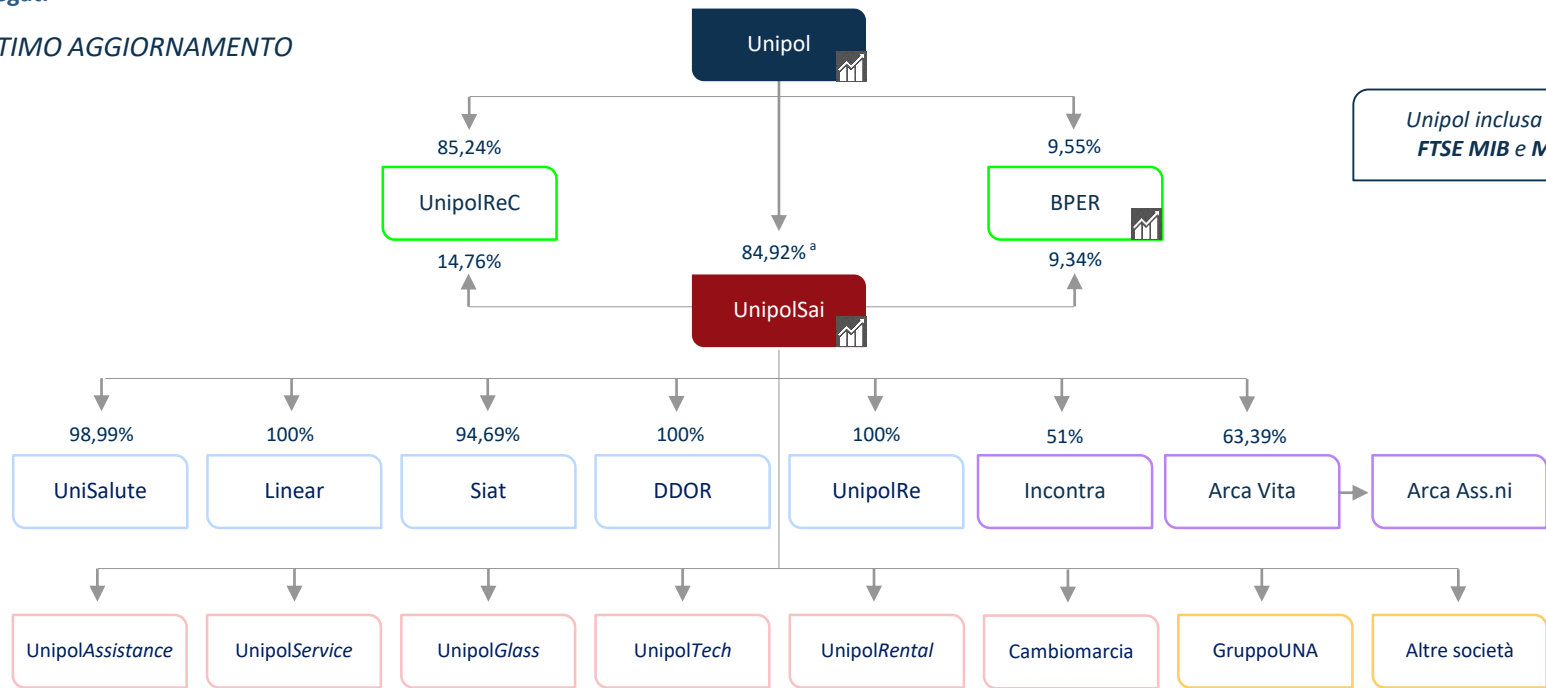 TIMO AGGIORNAMENTO
Unipol
Unipol inclusa
FTSE MIB e M
85,24%
9,55%
UnipolReC
BPER
14,76%
84,92% a
9,34%
UnipolSai
98,99%
100%
94,69%
100%
100%
51%
63,39%
UniSalute
Linear
Siat
DDOR
UnipolRe
Incontra
Arca Vita
Arca Ass.ni
UnipolAssistance
UnipolService
UnipolGlass
UnipolTech
UnipolRental
Cambiomarcia
GruppoUNA
Altre società